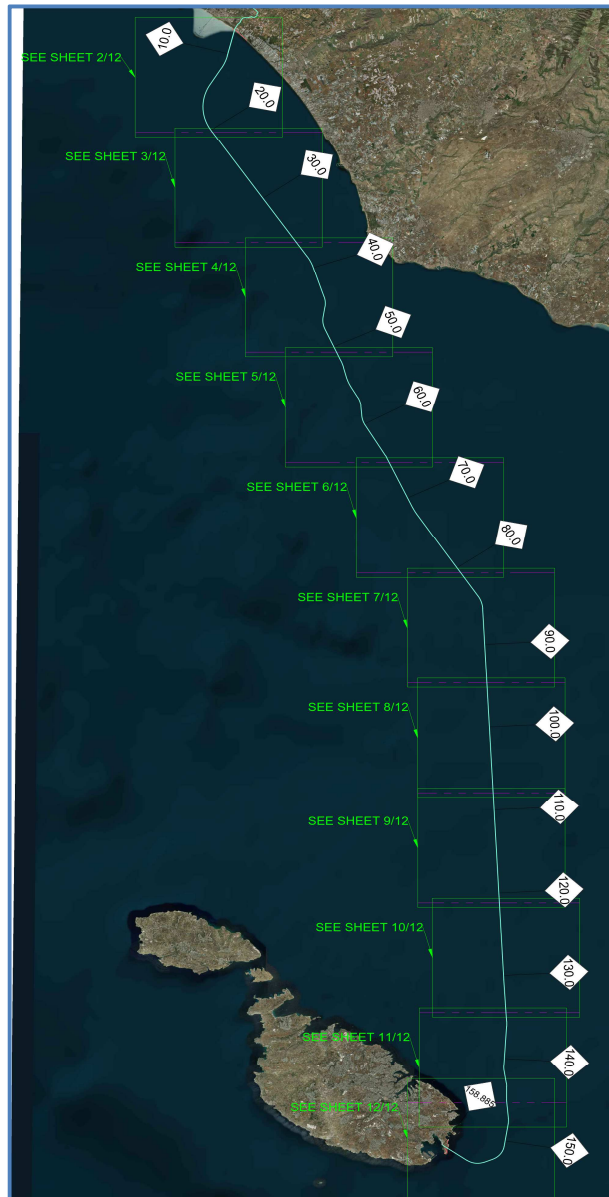 10.0
SEE SHEET 2/12
20.0
SEE SHEET 3/12
30.0
40.0
SEE SHEET 4/12
50.0
SEE SHEET 5/12
60.0
70.0
SEE SHEET 6/12
80.0
SEE SHEET 7/12
90.0
SEE SHEET 8/12
100.0
110.0
SEE SHEET 9/12
120.0
SEE SHEET 10/12
130.0
SEE SHEET 11/12
140.0
158.885
SEE SHEET 12/12
150.0